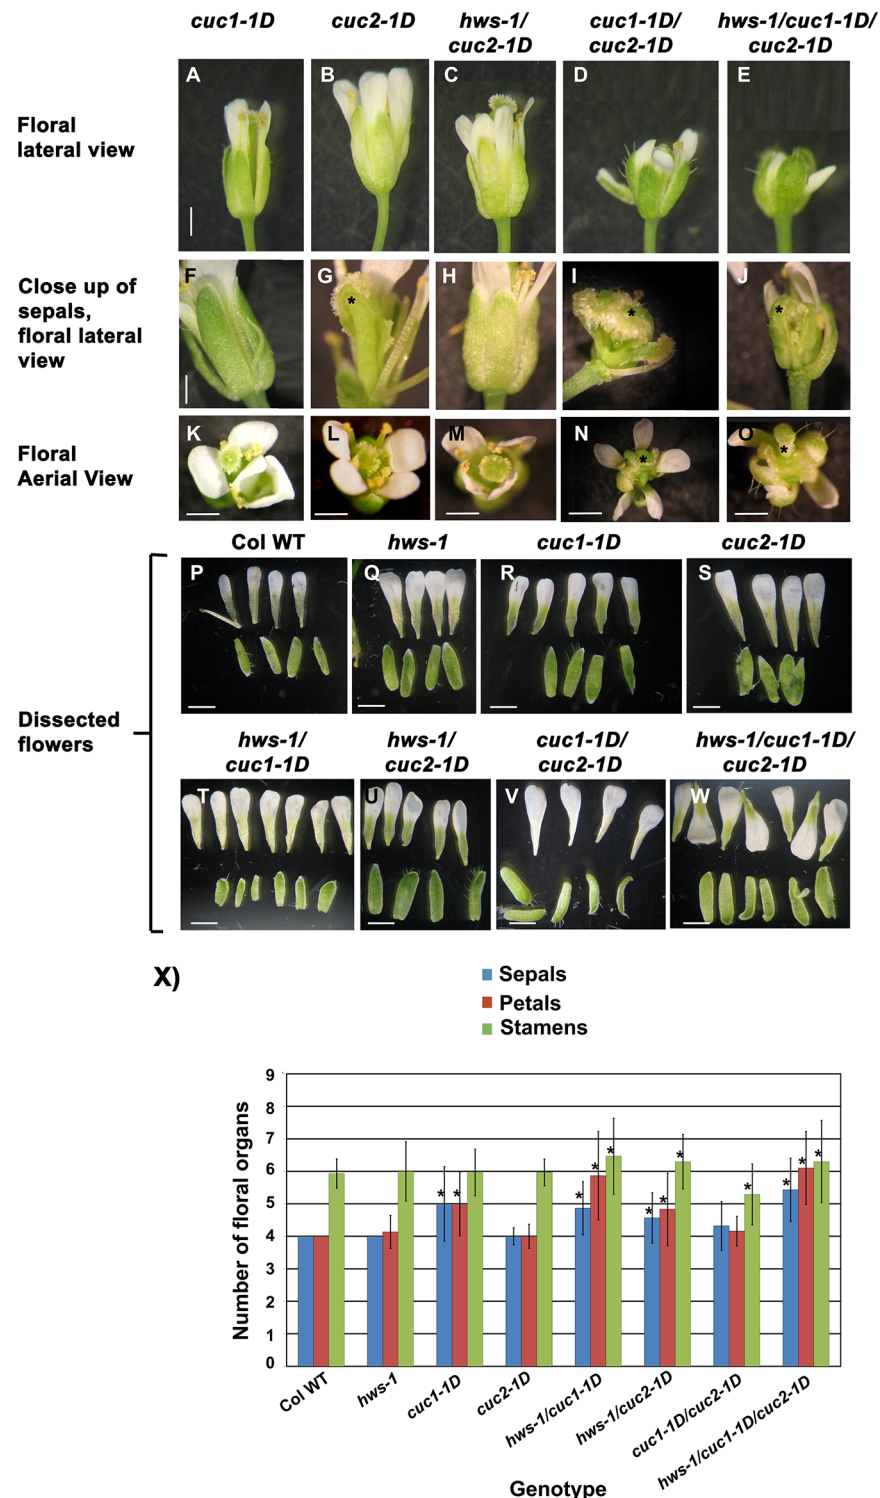 cuc1-1D cuc2-1D hws-1/ cuc1-1D/ hws-1/cuc1-1D/
cuc2-1D cuc2-1D cuc2-1D
A B C D E
Floral
lateral view
F G H I J
* * *
Close up of
sepals,
floral lateral
view
K L M N O
* *
Floral
Aerial View
Col WT hws-1 cuc1-1D cuc2-1D
P Q R S
Dissected
flowers
hws-1/ hws-1/ cuc1-1D/ hws-1/cuc1-1D/
cuc1-1D cuc2-1D cuc2-1D cuc2-1D
T U V W
X)
Sepals
Petals
Stamens
Number of floral organs
9
8
7
6
5
4
3
2
1
0
* * * * * * * * * * * *
Col WT
hws-1
cuc1-1D
cuc2-1D
hws-1/cuc1-1D
hws-1/cuc2-1D
cuc1-1D/cuc2-1D
hws-1/cuc1-1D/cuc2-1D
Genotype